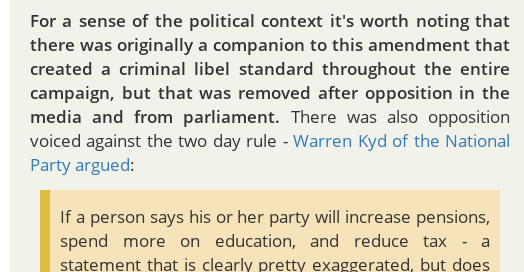 For a sense of the political context it's worth noting that
there was originally a companion to this amendment that
created a criminal libel standard throughout the entire
campaign, but that was removed after opposition in the
media and from parliament. There was also opposition
voiced against the two day rule - Warren Kyd of the National
Party argued:
If a person says his or her party will increase pensions,
spend more on education, and reduce tax - a
statement that is clearly pretty exaggerated, but does